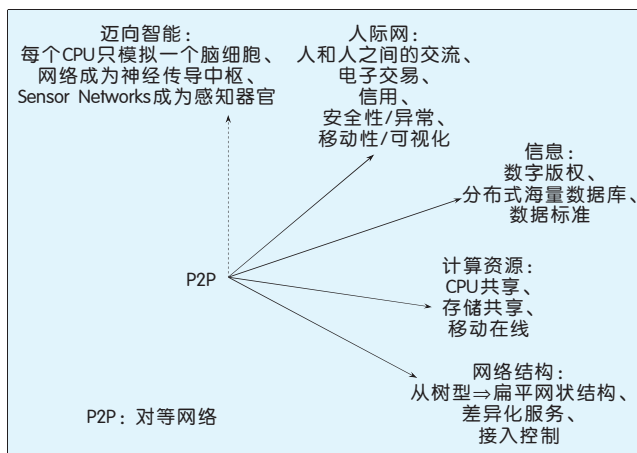 迈向智能：
每个CPU只模拟一个脑细胞、
网络成为神经传导中枢、
Sensor Networks成为感知器官
人际网：
人和人之间的交流、
电子交易、
信用、
安全性/异常、
移动性/可视化
信息：
数字版权、
分布式海量数据库、
数据标准
P2P
计算资源：
CPU共享、
存储共享、
移动在线
网络结构：
从树型⇒扁平网状结构、
差异化服务、
接入控制
P2P：对等网络